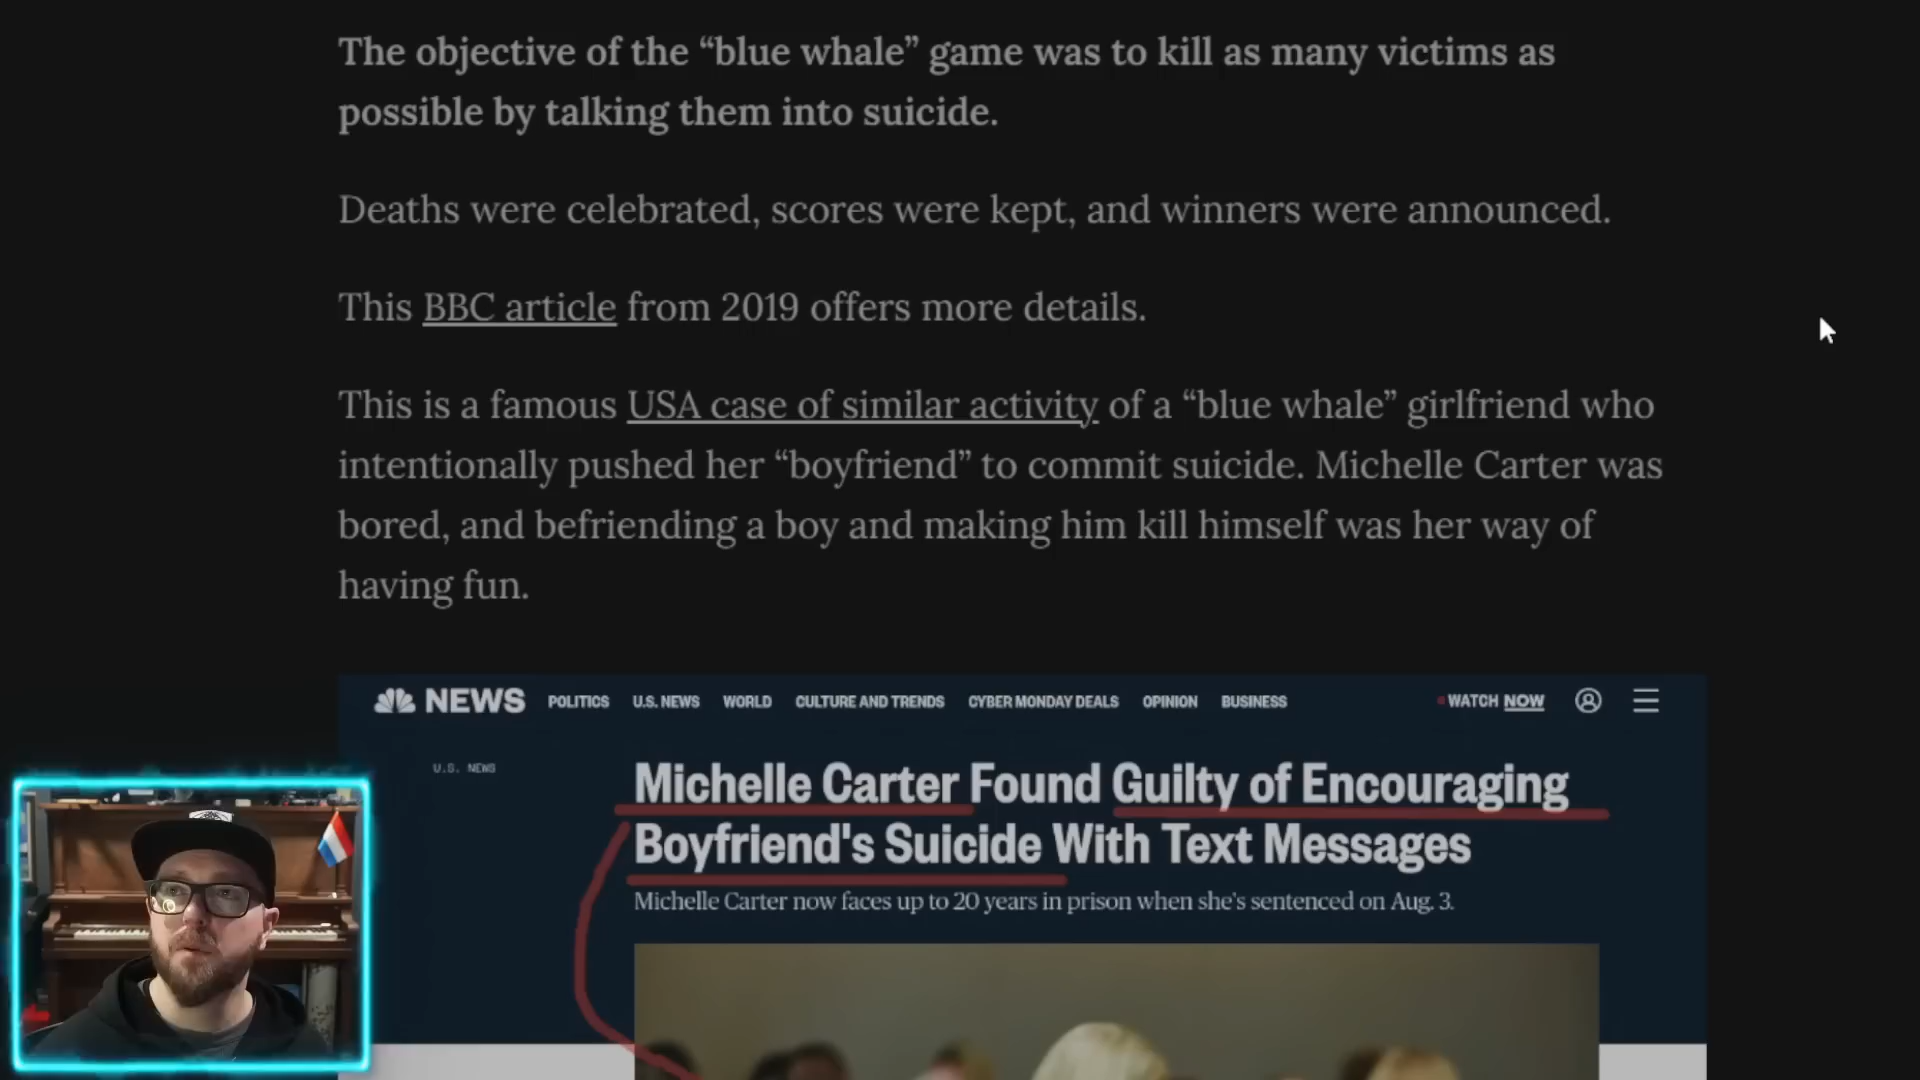 The objective of the “blue whale” game was to kill as many victims as
possible by talking them into suicide.
Deaths were celebrated, scores were kept, and winners were announced.
This BBC article from 2019 offers more details.
This is a famous USA case of similar activity of a “blue whale” girlfriend who
intentionally pushed her “boyfriend” to commit suicide. Michelle Carter was
bored, and befriending a boy and making him kill himself was her way of
having fun.
NEWS POLITICS U.S. NEWS WORLD CULTURE AND TRENDS CYBER MONDAY DEALS OPINION BUSINESS WATCH NOW
U.S. NEWS
Michelle Carter Found Guilty of Encouraging
Boyfriend's Suicide With Text Messages
Michelle Carter now faces up to 20 years in prison when she's sentenced on Aug. 3.